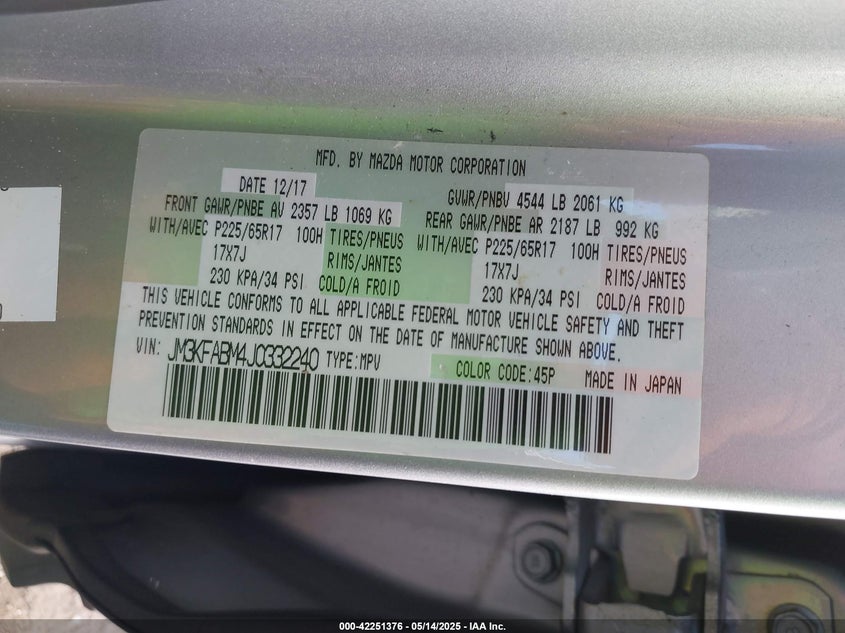 MFD. BY MAZDA MOTOR CORPORATION
DATE 12/17 GVWR/PNBV 4544 LB 2061 KG
FRONT GAWR/PNBE AV 2357 LB 1069 KG REAR GAWR/PNBE AR 2187 LB 992 KG
WITH/AVEC P225/65R17 100H TIRES/PNEUS WITH/AVEC P225/65R17 100H TIRES/PNEUS
17X7J RIMS/JANTES 17X7J RIMS/JANTES
230 KPA/34 PSI COLD/A FROID 230 KPA/34 PSI COLD/A FROID
THIS VEHICLE CONFORMS TO ALL APPLICABLE FEDERAL MOTOR VEHICLE SAFETY AND THEFT
PREVENTION STANDARDS IN EFFECT ON THE DATE OF MANUFACTURE SHOWN ABOVE.
VIN: JM3KFABM4J0332240 TYPE:MPV COLOR CODE:45P MADE IN JAPAN
000-42251376 - 05/14/2025 - IAA Inc.